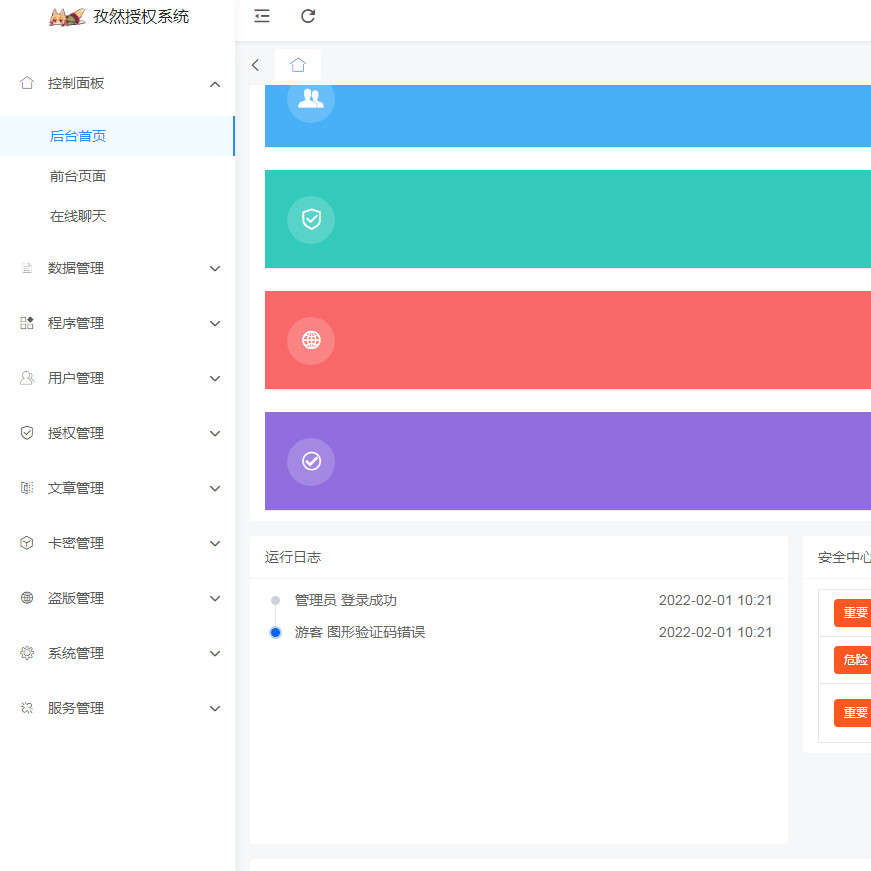 孜然授权系统
控制面板
后台首页
前台页面
在线聊天
数据管理
程序管理
用户管理
授权管理
文章管理
卡密管理
盗版管理
系统管理
服务管理
运行日志
管理员 登录成功 2022-02-01 10:21
游客 图形验证码错误 2022-02-01 10:21
安全中心
重要
危险
重要